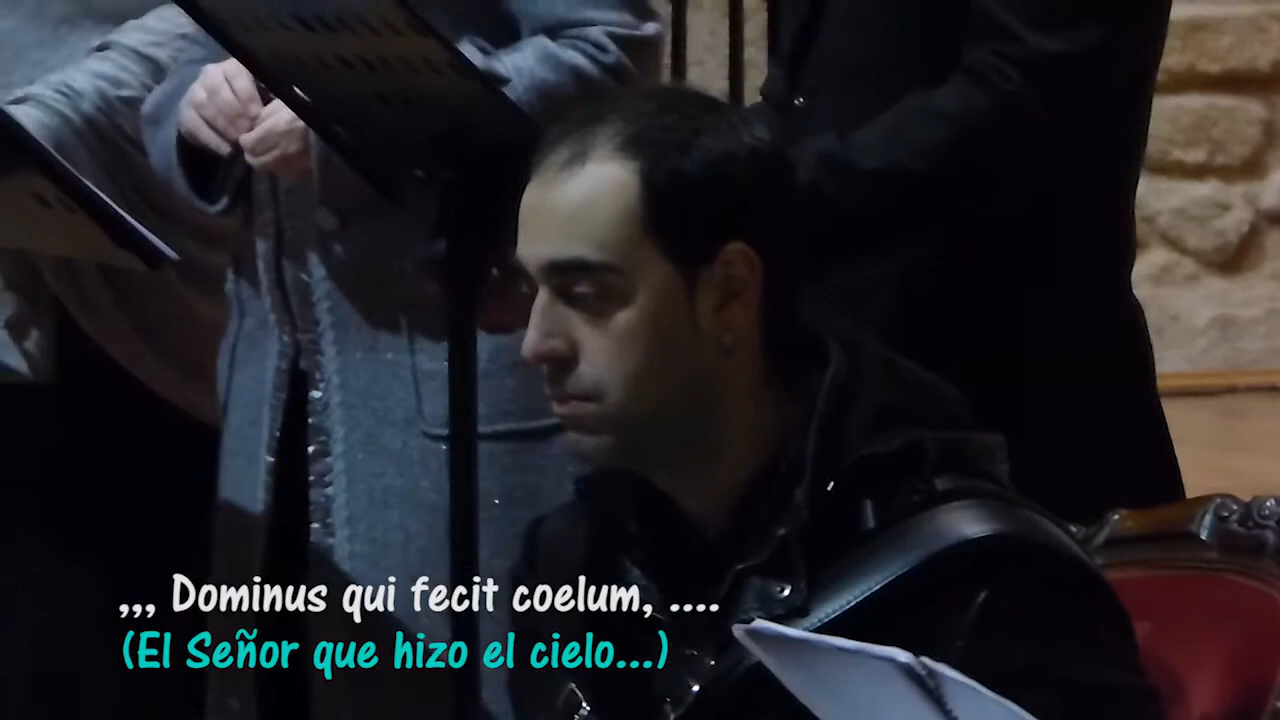 ,,, Dominus qui fecit coelum, ....
(El Señor que hizo el cielo...)